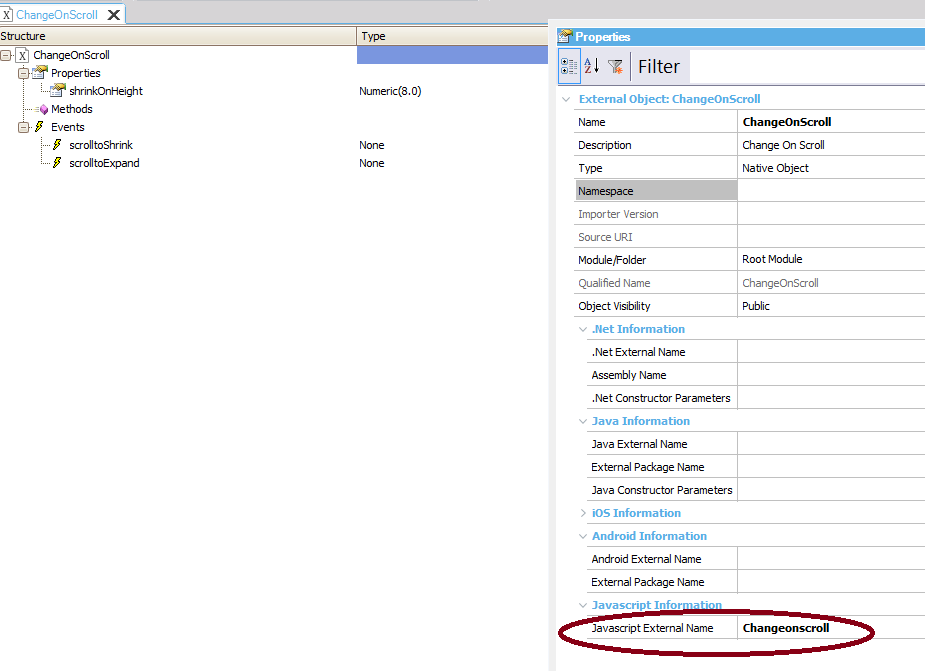 X ChangeOnScroll X
Structure Type
X ChangeOnScroll
Properties
shrinkOnHeight Numeric(8.0)
Methods
Events
scrolltoShrink None
scrolltoExpand None
Properties
A Z Filter
External Object: ChangeOnScroll
Name ChangeOnScroll
Description Change On Scroll
Type Native Object
Namespace
Importer Version
Source URI
Module/Folder Root Module
Qualified Name ChangeOnScroll
Object Visibility Public
.Net Information
.Net External Name
Assembly Name
.Net Constructor Parameters
Java Information
Java External Name
External Package Name
Java Constructor Parameters
iOS Information
Android Information
Android External Name
External Package Name
Javascript Information
Javascript External Name Changeonscroll